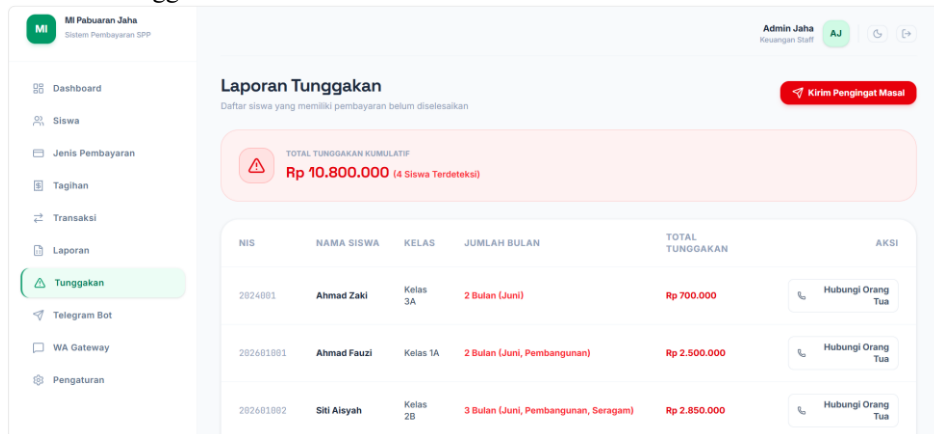 MI
MI Pabuaran Jaha
Sistem Pembayaran SPP
Admin Jaha
Keuangan Staff
AJ
Dashboard
Siswa
Jenis Pembayaran
Tagihan
Transaksi
Laporan
Tunggakan
Telegram Bot
WA Gateway
Pengaturan
Laporan Tunggakan
Daftar siswa yang memiliki pembayaran belum diselesaikan
Kirim Pengingat Masal
TOTAL TUNGGAKAN KUMULATIF
Rp 10.800.000 (4 Siswa Terdeteksi)
NIS NAMA SISWA KELAS JUMLAH BULAN TOTAL TUNGGAKAN AKSI
2024001 Ahmad Zaki Kelas 3A 2 Bulan (Juni) Rp 700.000 Hubungi Orang Tua
202601001 Ahmad Fauzi Kelas 1A 2 Bulan (Juni, Pembangunan) Rp 2.500.000 Hubungi Orang Tua
202601002 Siti Aisyah Kelas 2B 3 Bulan (Juni, Pembangunan, Seragam) Rp 2.850.000 Hubungi Orang Tua